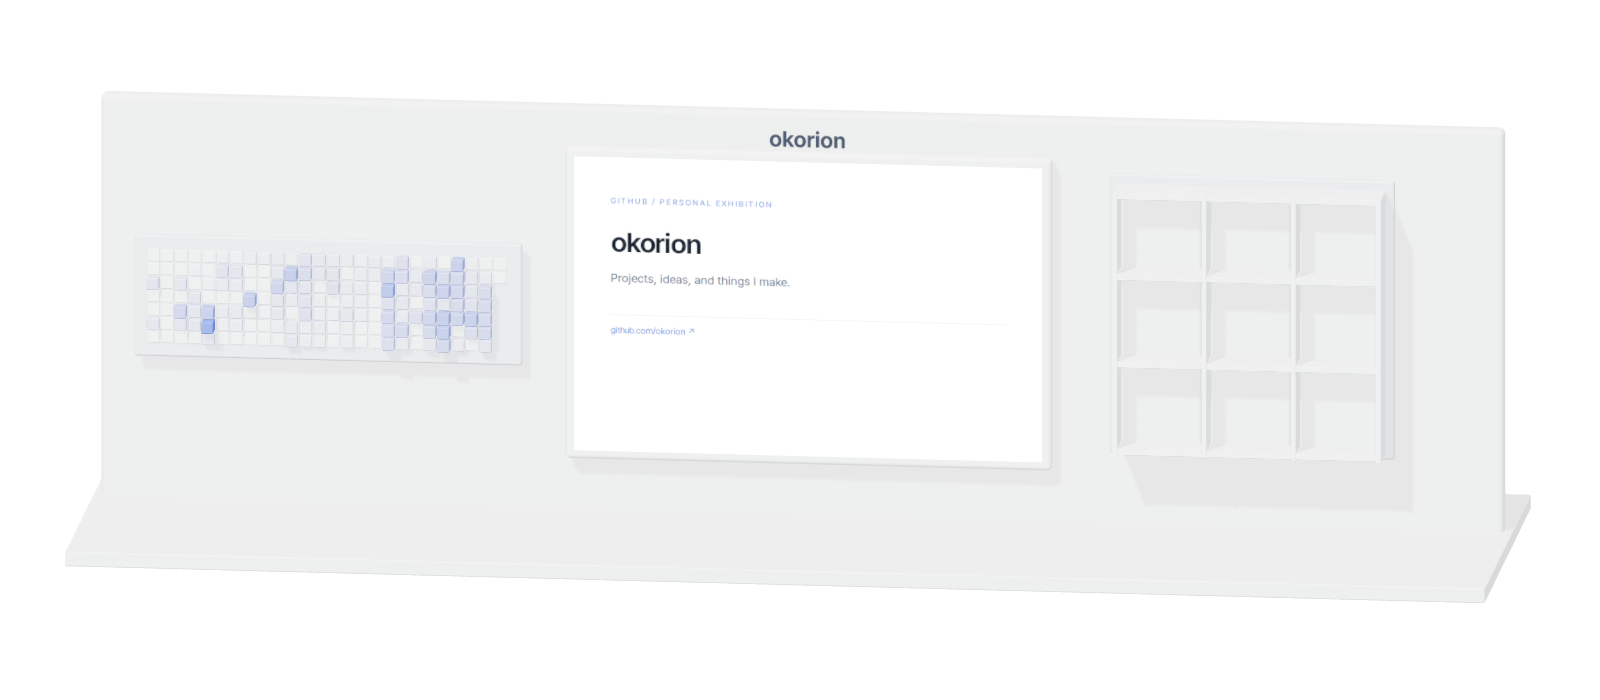 okorion
GITHUB / PERSONAL EXHIBITION
okorion
Projects, ideas, and things I make.
github.com/okorion ↗